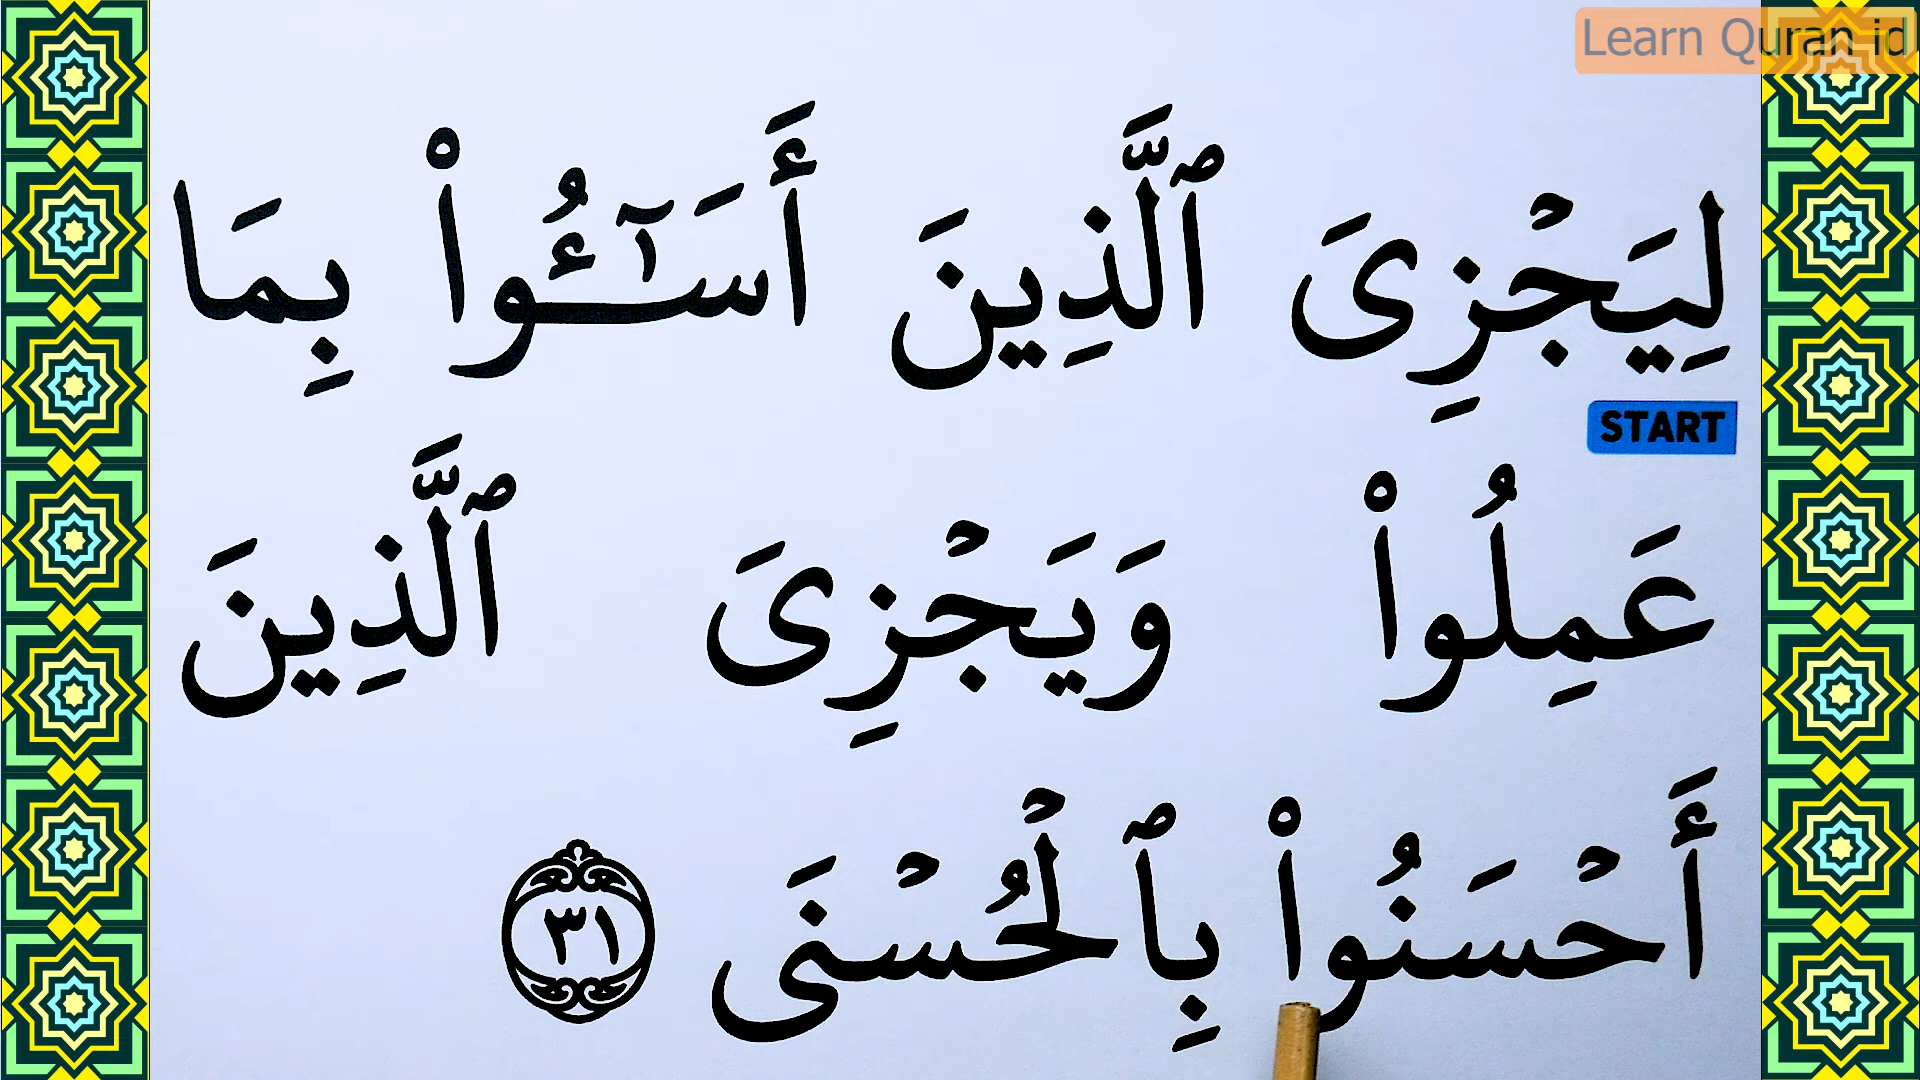 Learn Quran id
لِيَجْزِىَ ٱلَّذِينَ أَسَـٰٓـُٔوا۟ بِمَا
START
عَمِلُوا۟ وَيَجْزِىَ ٱلَّذِينَ
أَحْسَنُوا۟ بِٱلْحُسْنَى ٣١